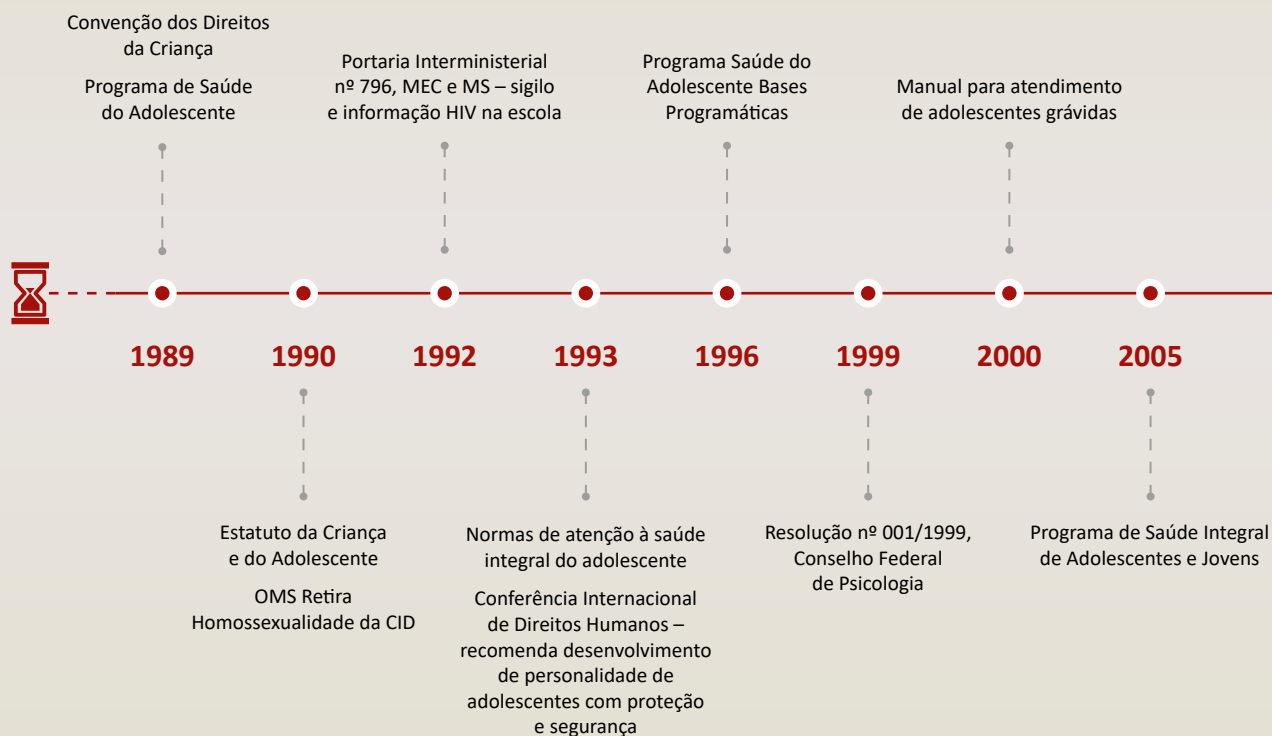 Convenção dos Direitos
da Criança
Programa de Saúde
do Adolescente
Portaria Interministerial
nº 796, MEC e MS – sigilo
e informação HIV na escola
Programa Saúde do
Adolescente Bases
Programáticas
Manual para atendimento
de adolescentes grávidas
1989
1990
1992
1993
1996
1999
2000
2005
Estatuto da Criança
e do Adolescente
OMS Retira
Homossexualidade da CID
Normas de atenção à saúde
integral do adolescente
Conferência Internacional
de Direitos Humanos –
recomenda desenvolvimento
de personalidade de
adolescentes com proteção
e segurança
Resolução nº 001/1999,
Conselho Federal
de Psicologia
Programa de Saúde Integral
de Adolescentes e Jovens